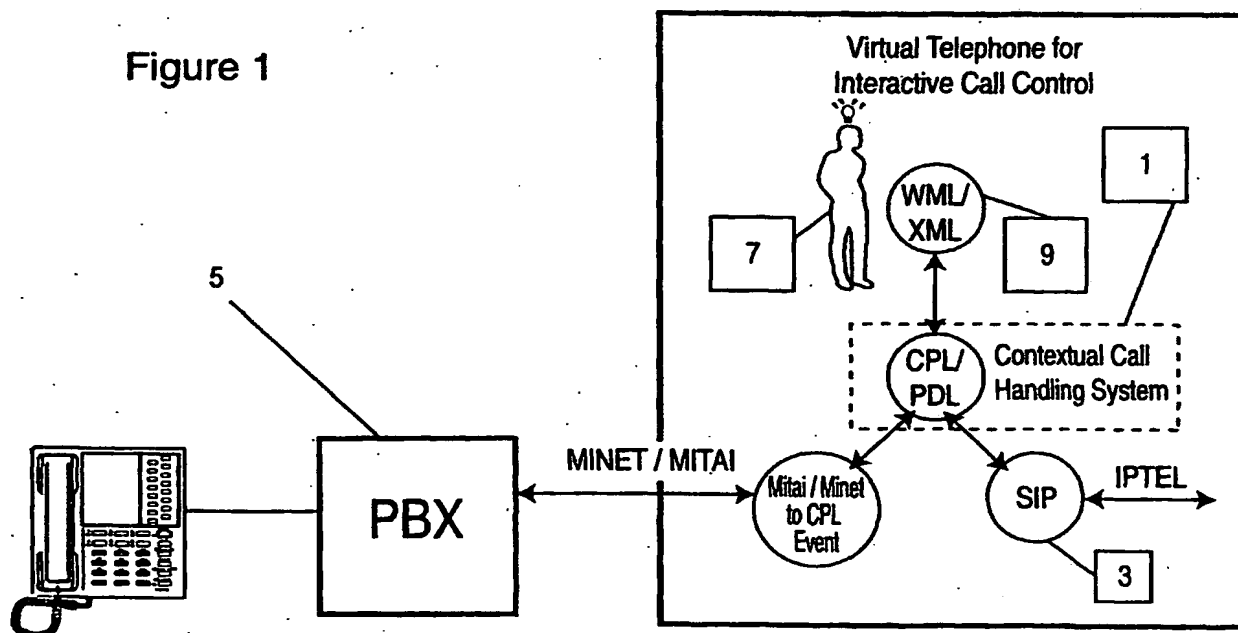 Figure 1
Virtual Telephone for
Interactive Call Control
1
WML/
XML
7
9
5
CPL/
PDL
Contextual Call
Handling System
MINET / MITAI
PBX
Mitai / Minet
to CPL
Event
SIP
IPTEL
3